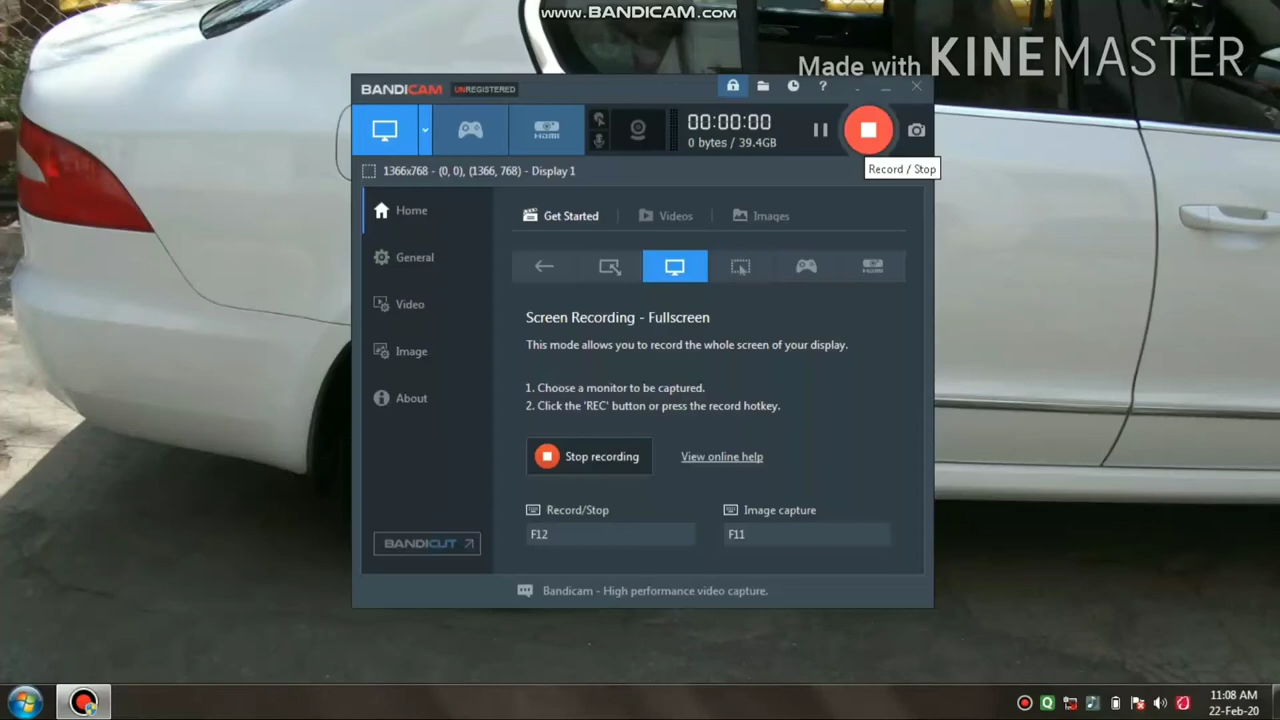 www.BANDICAM.com
Made with KINEMASTER
BANDICAM UNREGISTERED
?
HDMI
00:00:00
0 bytes / 39.4GB
Record / Stop
1366x768 - (0, 0), (1366, 768) - Display 1
Home
General
Video
Image
About
BANDICUT
Get Started
Videos
Images
HDMI
Screen Recording - Fullscreen
This mode allows you to record the whole screen of your display.
1. Choose a monitor to be captured.
2. Click the 'REC' button or press the record hotkey.
Stop recording
View online help
Record/Stop
Image capture
F12
F11
Bandicam - High performance video capture.
11:08 AM
22-Feb-20